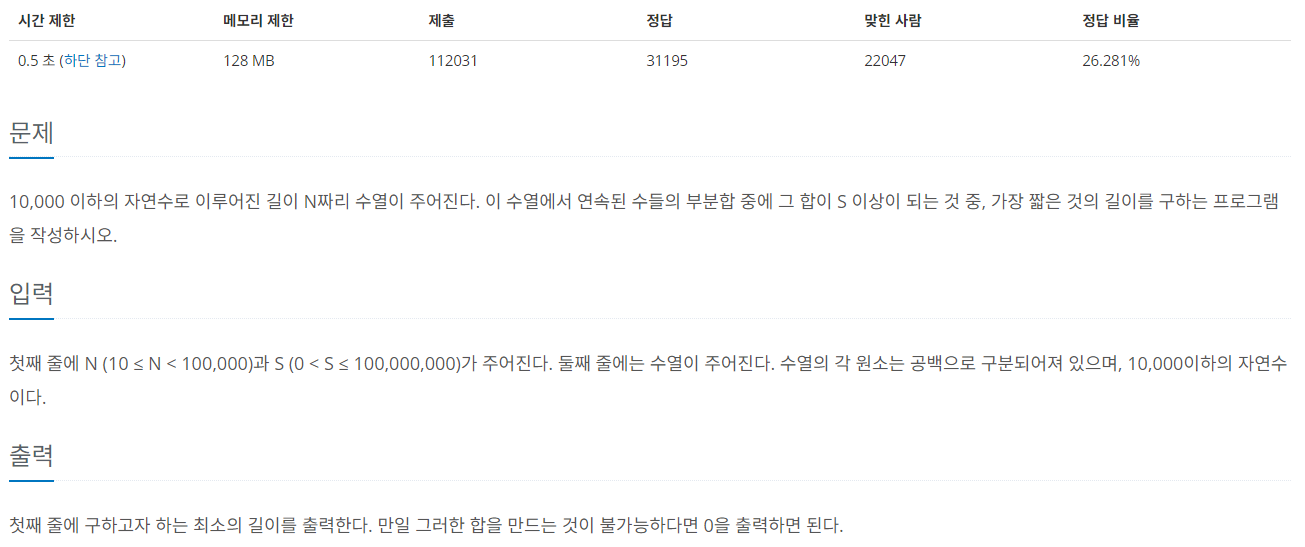 시간 제한 메모리 제한 제출 정답 맞힌 사람 정답 비율
0.5 초 (하단 참고) 128 MB 112031 31195 22047 26.281%
문제
10,000 이하의 자연수로 이루어진 길이 N짜리 수열이 주어진다. 이 수열에서 연속된 수들의 부분합 중에 그 합이 S 이상이 되는 것 중, 가장 짧은 것의 길이를 구하는 프로그램
을 작성하시오.
입력
첫째 줄에 N (10 ≤ N < 100,000)과 S (0 < S ≤ 100,000,000)가 주어진다. 둘째 줄에는 수열이 주어진다. 수열의 각 원소는 공백으로 구분되어져 있으며, 10,000이하의 자연수
이다.
출력
첫째 줄에 구하고자 하는 최소의 길이를 출력한다. 만일 그러한 합을 만드는 것이 불가능하다면 0을 출력하면 된다.